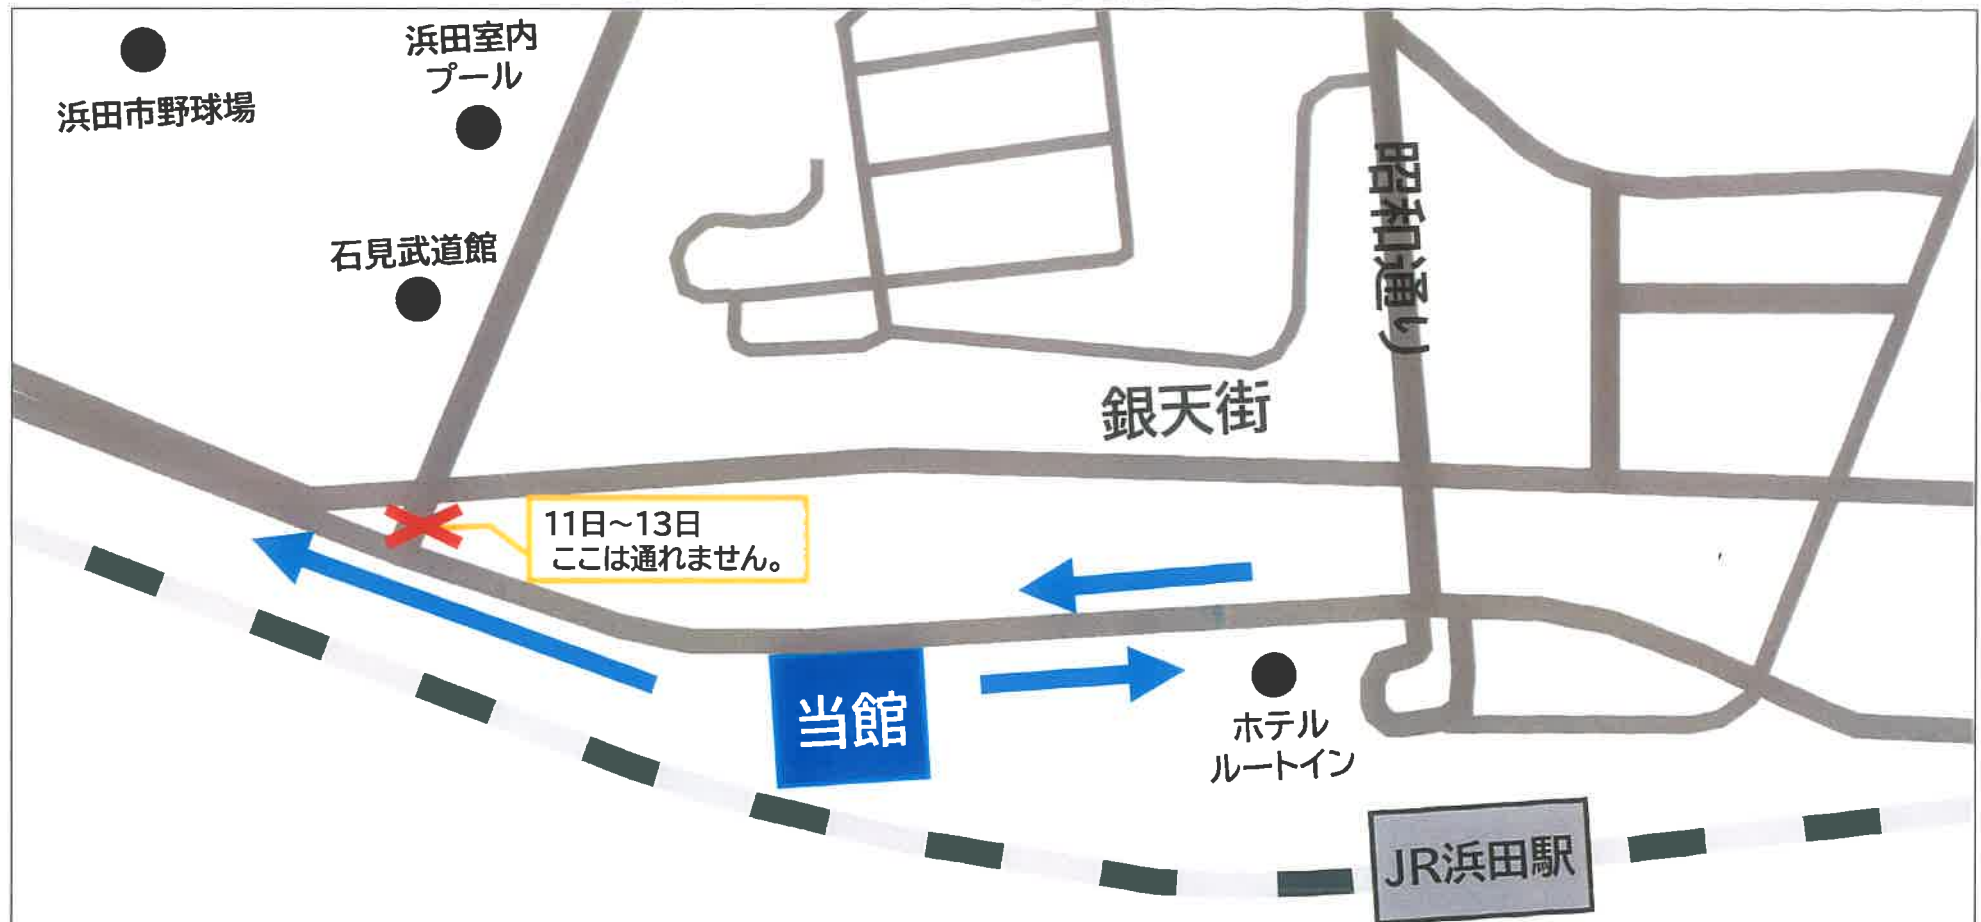 浜田市野球場
浜田室内
プール
石見武道館
昭和通り
銀天街
11日～13日
ここは通れません。
当館
ホテル
ルートイン
JR浜田駅